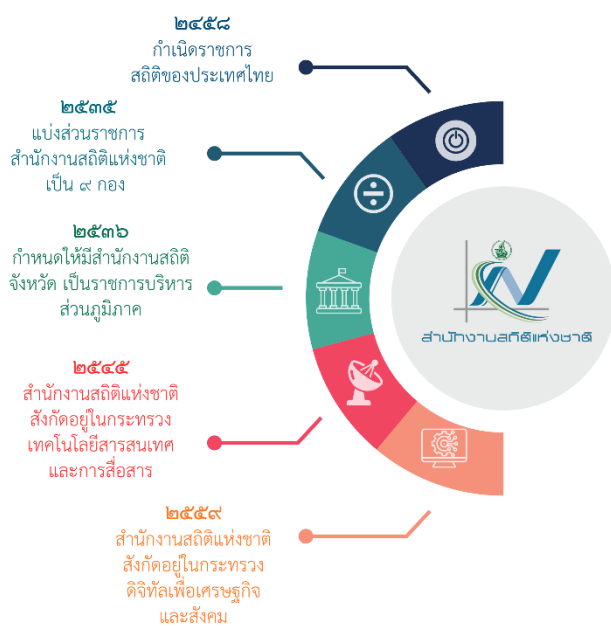 ๒๔๕๘
กำเนิดราชการ
สถิติของประเทศไทย
๒๕๓๕
แบ่งส่วนราชการ
สำนักงานสถิติแห่งชาติ
เป็น ๙ กอง
๒๕๓๖
กำหนดให้มีสำนักงานสถิติ
จังหวัด เป็นราชการบริหาร
ส่วนภูมิภาค
๒๕๔๕
สำนักงานสถิติแห่งชาติ
สังกัดอยู่ในกระทรวง
เทคโนโลยีสารสนเทศ
และการสื่อสาร
๒๕๕๙
สำนักงานสถิติแห่งชาติ
สังกัดอยู่ในกระทรวง
ดิจิทัลเพื่อเศรษฐกิจ
และสังคม
สำนักงานสถิติแห่งชาติ